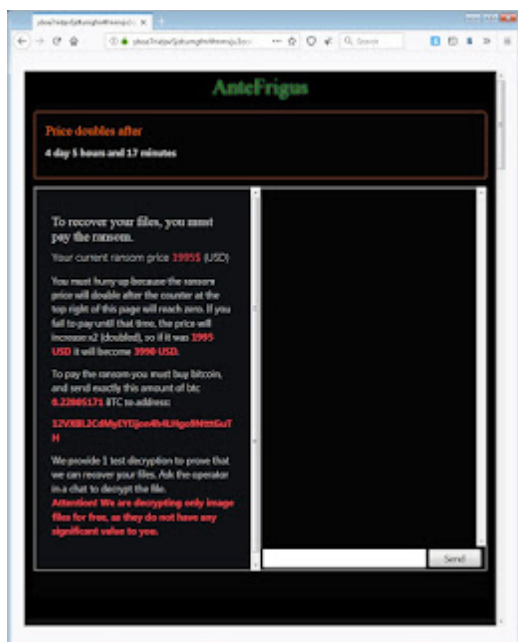 AnteFrigus
Price doubles after
4 day 5 hours and 17 minutes
To recover your files, you must
pay the ransom.
Your current ransom price 1995$ (USD)
You must hurry up because the ransom
price will double after the counter at the
top right of this page will reach zero. If you
fail to pay until that time, the price will
increase x2 (doubled), so if it was 1995
USD it will become 3990 USD.
To pay the ransom you must buy bitcoin,
and send exactly this amount of btc
0.22805171 BTC to address:
We provide 1 test decryption to prove that
we can recover your files. Ask the operator
in a chat to decrypt the file.
Attention! We are decrypting only image
files for free, as they do not have any
significant value to you.
Search
Send